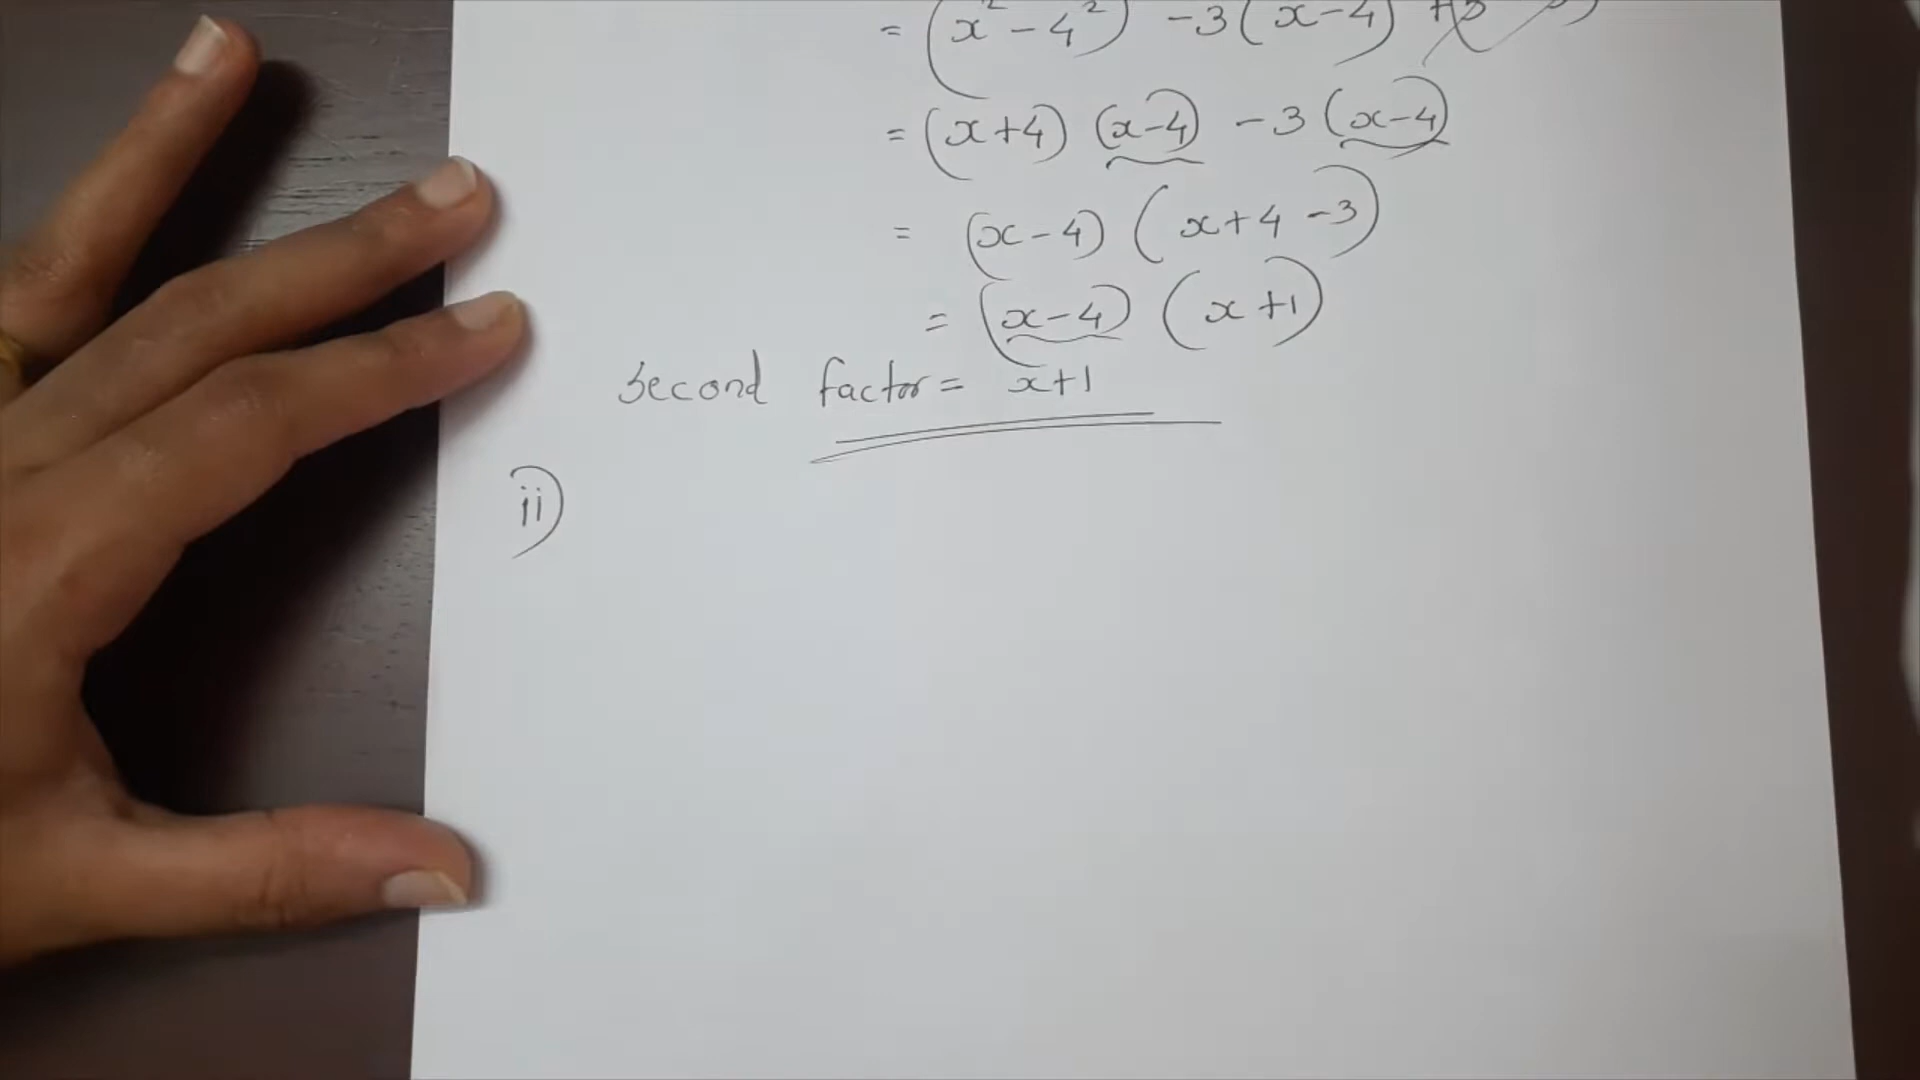 = (x² - 4²) - 3(x-4)
= (x+4) (x-4) - 3 (x-4)
= (x-4) (x+4-3)
= (x-4) (x+1)
Second factor = x+1
ii)